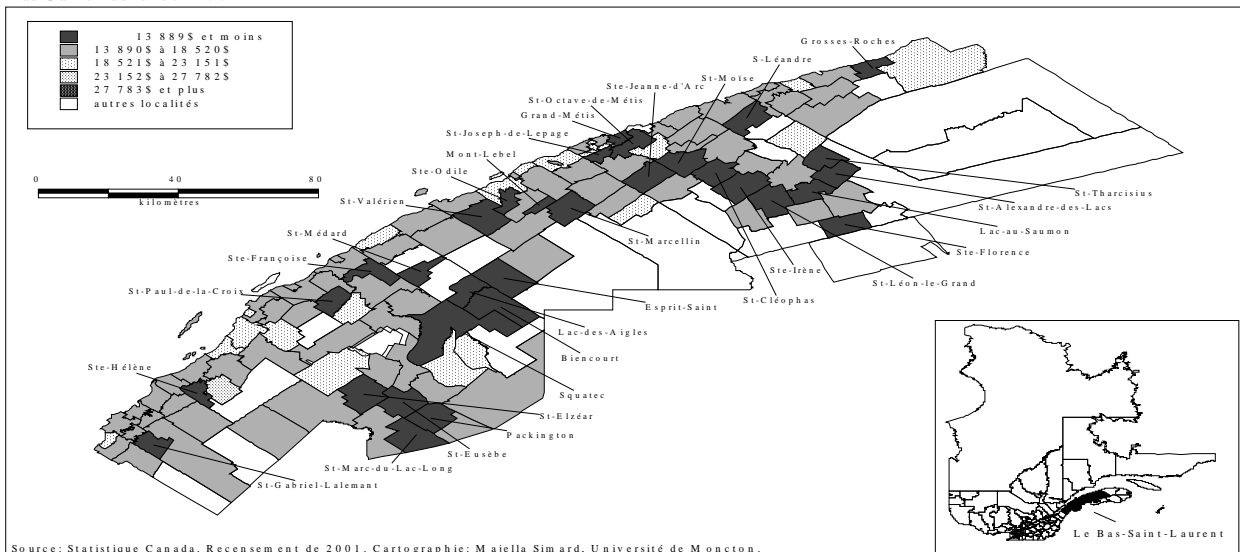 13 889$ et moins
13 890$ à 18 520$
18 521$ à 23 151$
23 152$ à 27 782$
27 783$ et plus
autres localités
0 40 80
kilomètres
Grosses-Roches
S-Léandre
St-Moïse
Ste-Jeanne-d'Arc
St-Octave-de-Métis
Grand-Métis
St-Joseph-de-Lepage
Mont-Lebel
Ste-Odile
St-Valérien
St-Médard
Ste-Françoise
St-Paul-de-la-Croix
Ste-Hélène
St-Tharcisius
St-Alexandre-des-Lacs
Lac-au-Saumon
Ste-Florence
St-Léon-le-Grand
Ste-Irène
St-Cléophas
St-Marcellin
Esprit-Saint
Lac-des-Aigles
Biencourt
Squatec
St-Elzéar
Packington
St-Eusèbe
St-Marc-du-Lac-Long
St-Gabriel-Lalemant
Le Bas-Saint-Laurent
Source: Statistique Canada, Recensement de 2001. Cartographie: Majella Simard, Université de Moncton.